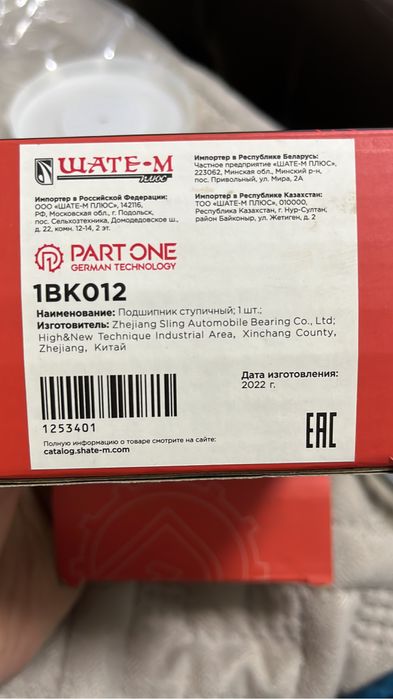 ШАТЕ-М
ПЛЮС
Импортер в Российской Федерации:
ООО «ШАТЕ-М ПЛЮС», 142116,
РФ, Московская обл., г. Подольск,
пос. Сельхозтехника, Домодедовское ш.,
д. 22, комн. 12-14, 2 эт.
Импортер в Республике Беларусь:
Частное предприятие «ШАТЕ-М ПЛЮС»,
223062, Минская обл., Минский р-н,
пос. Привольный, ул. Мира, 2А
Импортер в Республике Казахстан:
ТОО «ШАТЕ-М ПЛЮС», 010000,
Республика Казахстан, г. Нур-Султан,
район Байконыр, ул. Жетиген, д. 2
PART ONE
GERMAN TECHNOLOGY
1BK012
Наименование: Подшипник ступичный; 1 шт.;
Изготовитель: Zhejiang Sling Automobile Bearing Co., Ltd;
High&New Technique Industrial Area, Xinchang County,
Zhejiang, Китай
1253401
Дата изготовления:
2022 г.
Полную информацию о товаре смотрите на сайте:
catalog.shate-m.com
EAC